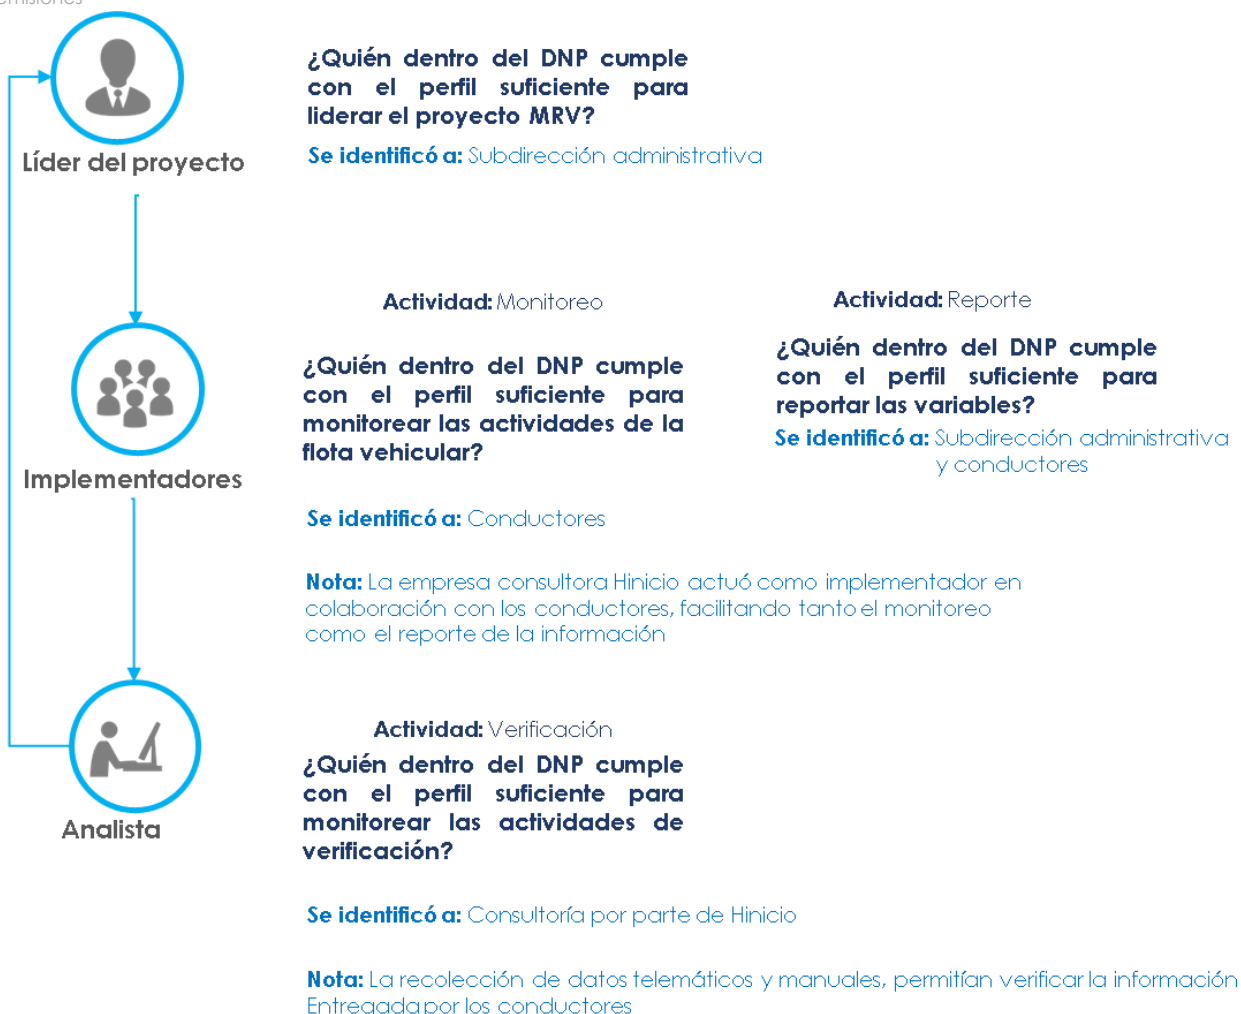 emisiones
¿Quién dentro del DNP cumple
con el perfil suficiente para
liderar el proyecto MRV?
Se identificó a: Subdirección administrativa
Líder del proyecto
Actividad: Monitoreo
¿Quién dentro del DNP cumple
con el perfil suficiente para
monitorear las actividades de la
flota vehicular?
Actividad: Reporte
¿Quién dentro del DNP cumple
con el perfil suficiente para
reportar las variables?
Se identificó a: Subdirección administrativa
y conductores
Implementadores
Se identificó a: Conductores
Nota: La empresa consultora Hinicio actuó como implementador en
colaboración con los conductores, facilitando tanto el monitoreo
como el reporte de la información
Actividad: Verificación
¿Quién dentro del DNP cumple
con el perfil suficiente para
monitorear las actividades de
verificación?
Analista
Se identificó a: Consultoría por parte de Hinicio
Nota: La recolección de datos telemáticos y manuales, permitían verificar la información
Entregada por los conductores